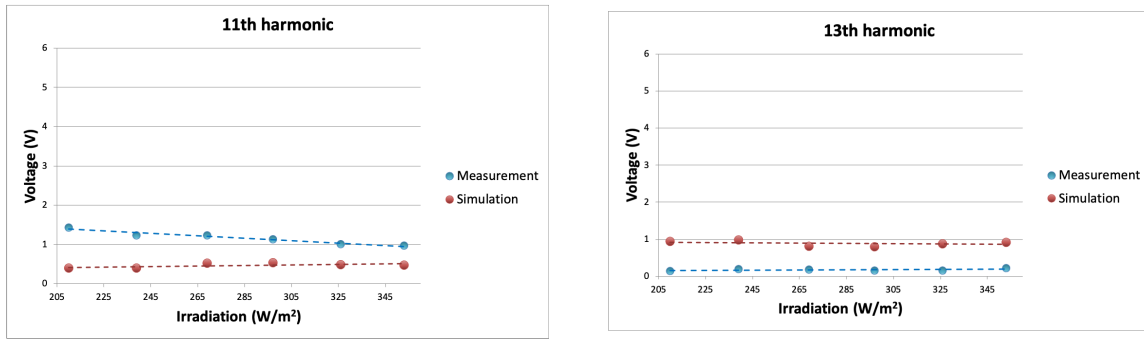 11th harmonic
6
5
4
3
2
1
0
Voltage (V)
205 225 245 265 285 305 325 345
Irradiation (W/m²)
Measurement
Simulation
13th harmonic
6
5
4
3
2
1
0
Voltage (V)
205 225 245 265 285 305 325 345
Irradiation (W/m²)
Measurement
Simulation